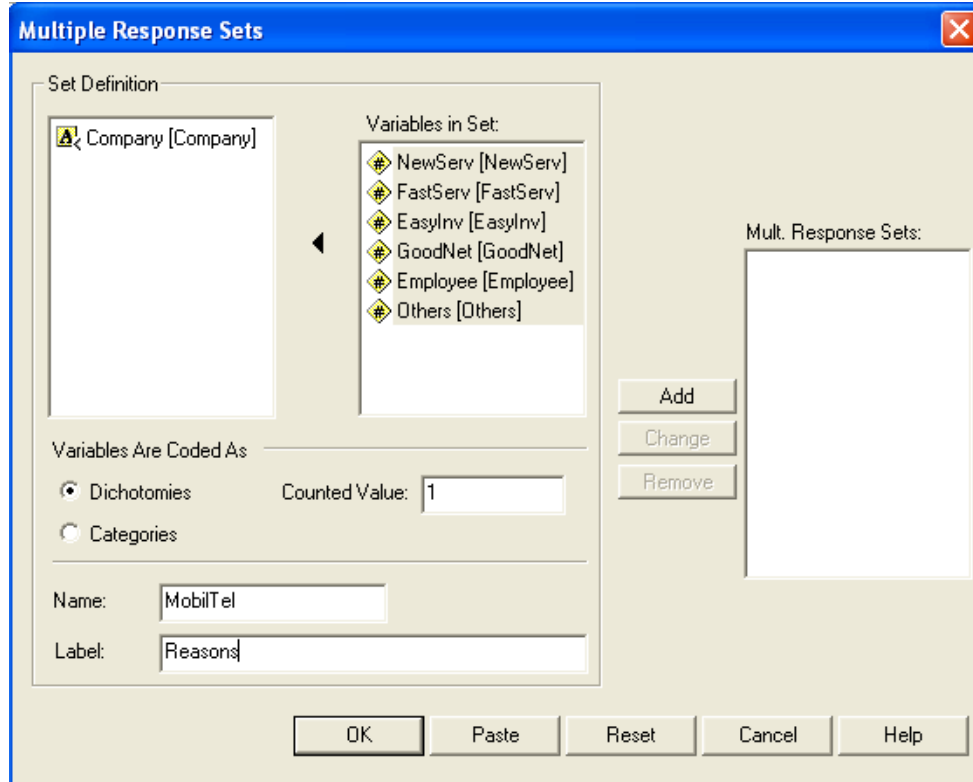 Multiple Response Sets
Set Definition
Company [Company]
Variables in Set:
NewServ [NewServ]
FastServ [FastServ]
EasyInv [EasyInv]
GoodNet [GoodNet]
Employee [Employee]
Others [Others]
Mult. Response Sets:
Add
Change
Remove
Variables Are Coded As
Dichotomies Counted Value: 1
Categories
Name: MobilTel
Label: Reasons
OK Paste Reset Cancel Help